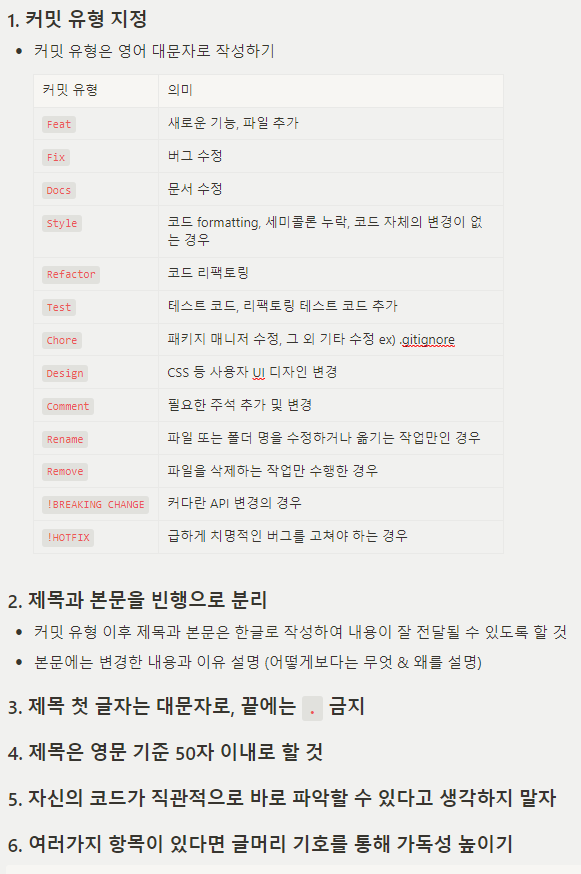 1. 커밋 유형 지정
• 커밋 유형은 영어 대문자로 작성하기
커밋 유형 의미
Feat 새로운 기능, 파일 추가
Fix 버그 수정
Docs 문서 수정
Style 코드 formatting, 세미콜론 누락, 코드 자체의 변경이 없
는 경우
Refactor 코드 리팩토링
Test 테스트 코드, 리팩토링 테스트 코드 추가
Chore 패키지 매니저 수정, 그 외 기타 수정 ex) .gitignore
Design CSS 등 사용자 UI 디자인 변경
Comment 필요한 주석 추가 및 변경
Rename 파일 또는 폴더 명을 수정하거나 옮기는 작업만인 경우
Remove 파일을 삭제하는 작업만 수행한 경우
!BREAKING CHANGE 커다란 API 변경의 경우
!HOTFIX 급하게 치명적인 버그를 고쳐야 하는 경우
2. 제목과 본문을 빈행으로 분리
• 커밋 유형 이후 제목과 본문은 한글로 작성하여 내용이 잘 전달될 수 있도록 할 것
• 본문에는 변경한 내용과 이유 설명 (어떻게보다는 무엇 & 왜를 설명)
3. 제목 첫 글자는 대문자로, 끝에는 . 금지
4. 제목은 영문 기준 50자 이내로 할 것
5. 자신의 코드가 직관적으로 바로 파악할 수 있다고 생각하지 말자
6. 여러가지 항목이 있다면 글머리 기호를 통해 가독성 높이기